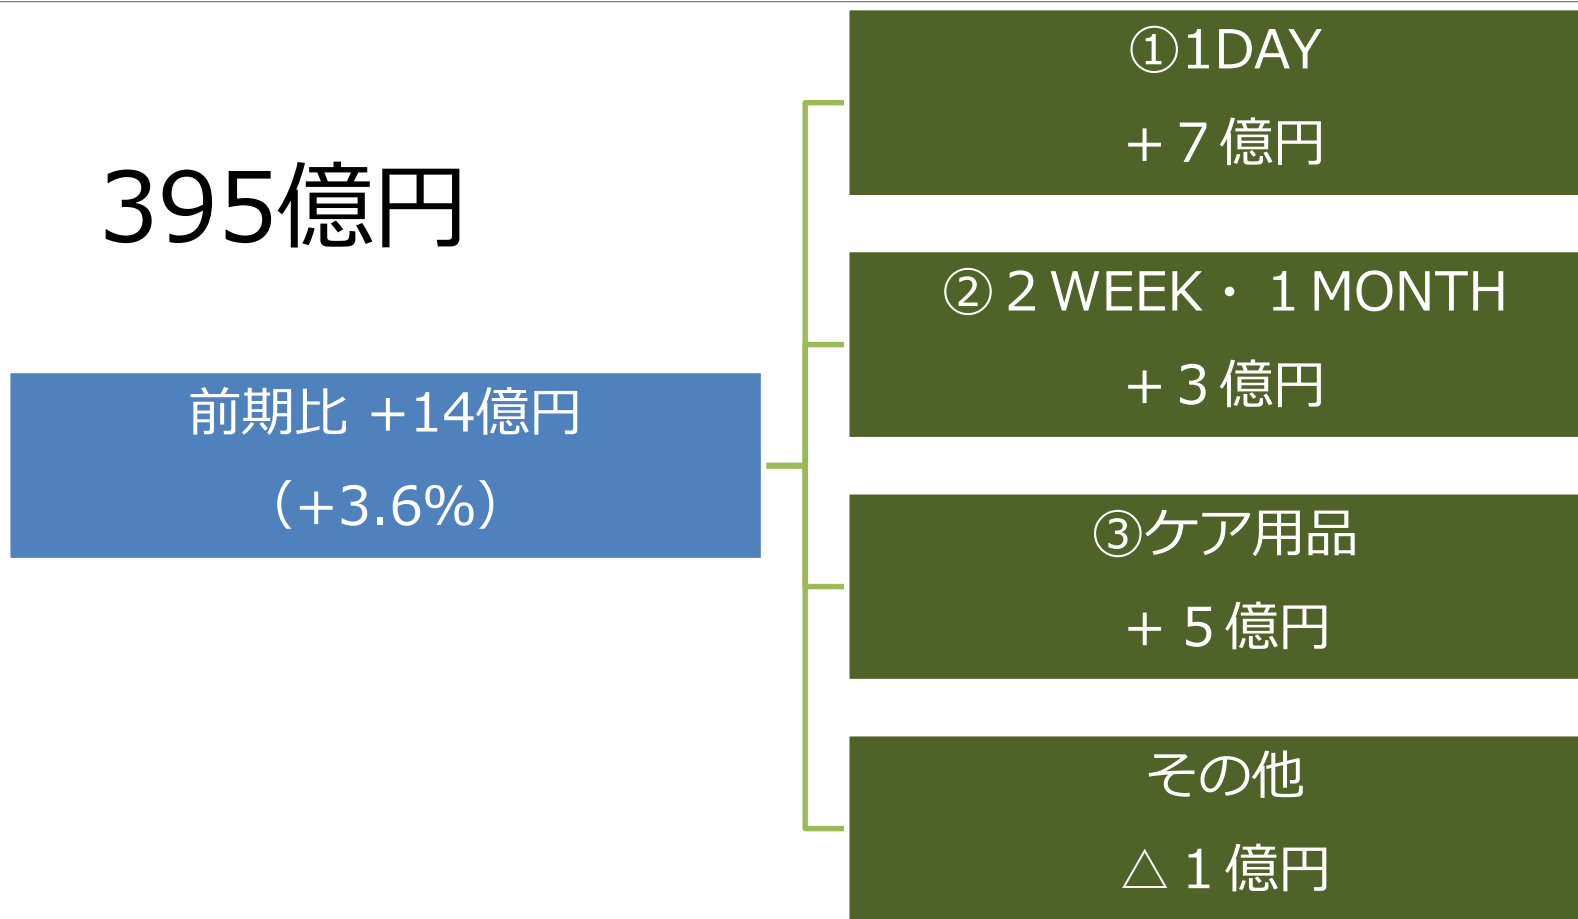 395億円
前期比 +14億円
（+3.6%）
①1DAY
+７億円
②２WEEK・１MONTH
+３億円
③ケア用品
+５億円
その他
△１億円